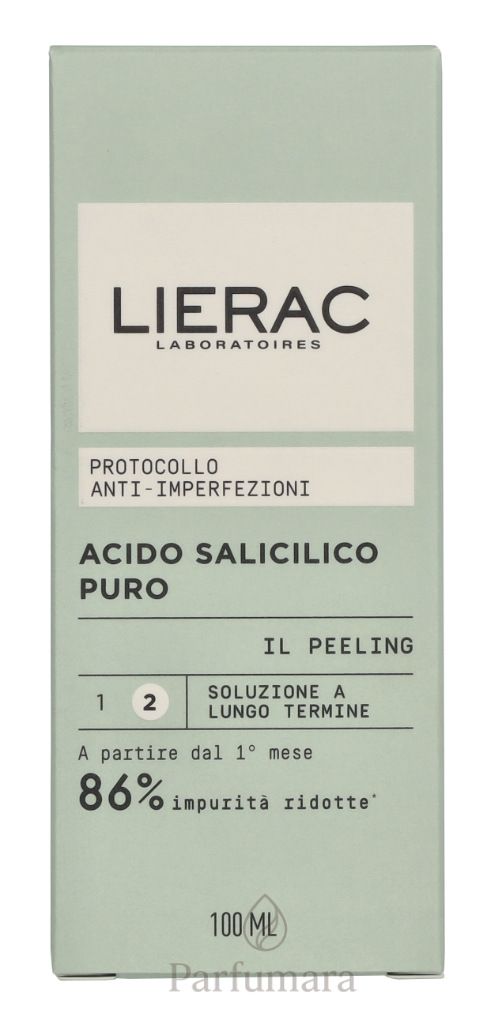 LIERAC
LABORATOIRES
PROTOCOLLO
ANTI-IMPERFEZIONI
ACIDO SALICILICO
PURO
IL PEELING
1 2 SOLUZIONE A
LUNGO TERMINE
A partire dal 1° mese
86% impurità ridotte*
100 ML
Parfumara